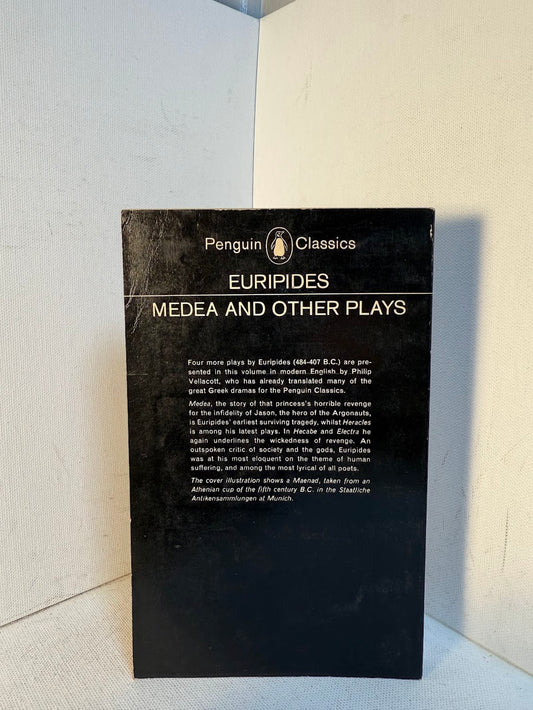 Penguin Classics
EURIPIDES
MEDEA AND OTHER PLAYS
Four more plays by Euripides (484-407 B.C.) are pre-
sented in this volume in modern English by Philip
Vellacott, who has already translated many of the
great Greek dramas for the Penguin Classics.
Medea, the story of that princess's horrible revenge
for the infidelity of Jason, the hero of the Argonauts,
is Euripides' earliest surviving tragedy, whilst Heracles
is among his latest plays. In Hecabe and Electra he
again underlines the wickedness of revenge. An
outspoken critic of society and the gods, Euripides
was at his most eloquent on the theme of human
suffering, and among the most lyrical of all poets.
The cover illustration shows a Maenad, taken from an
Athenian cup of the fifth century B.C. in the Staatliche
Antikensammlungen at Munich.